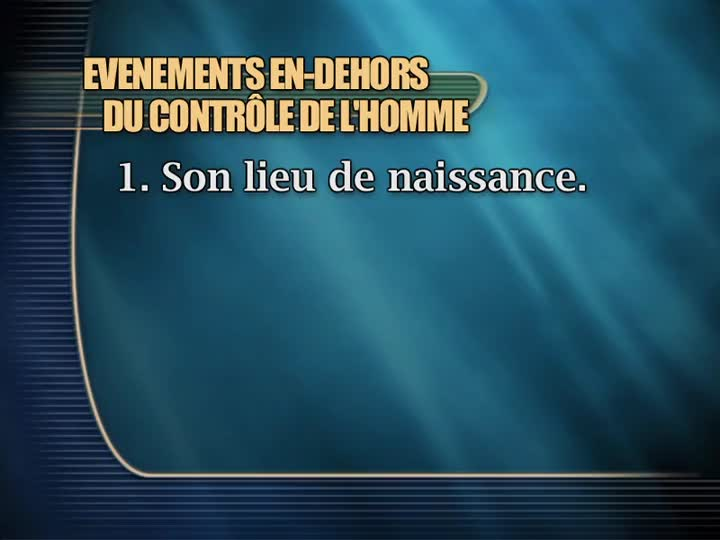 EVENEMENTS EN-DEHORS
DU CONTRÔLE DE L'HOMME
1. Son lieu de naissance.